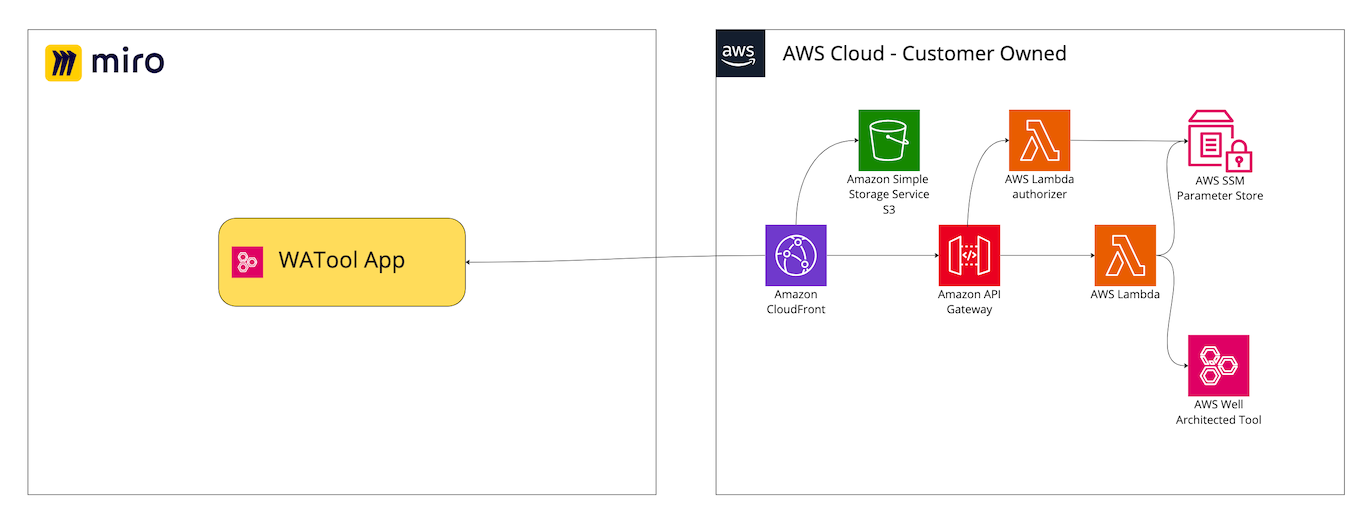 miro
WATool App
aws
AWS Cloud - Customer Owned
Amazon Simple
Storage Service
S3
AWS Lambda
authorizer
AWS SSM
Parameter Store
Amazon
CloudFront
</>
Amazon API
Gateway
AWS Lambda
AWS Well
Architected Tool